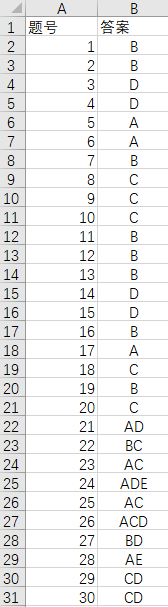 A B
1 题号 答案
2 1 B
3 2 B
4 3 D
5 4 D
6 5 A
7 6 A
8 7 B
9 8 C
10 9 C
11 10 C
12 11 B
13 12 B
14 13 B
15 14 D
16 15 D
17 16 B
18 17 A
19 18 C
20 19 B
21 20 C
22 21 AD
23 22 BC
24 23 AC
25 24 ADE
26 25 AC
27 26 ACD
28 27 BD
29 28 AE
30 29 CD
31 30 CD